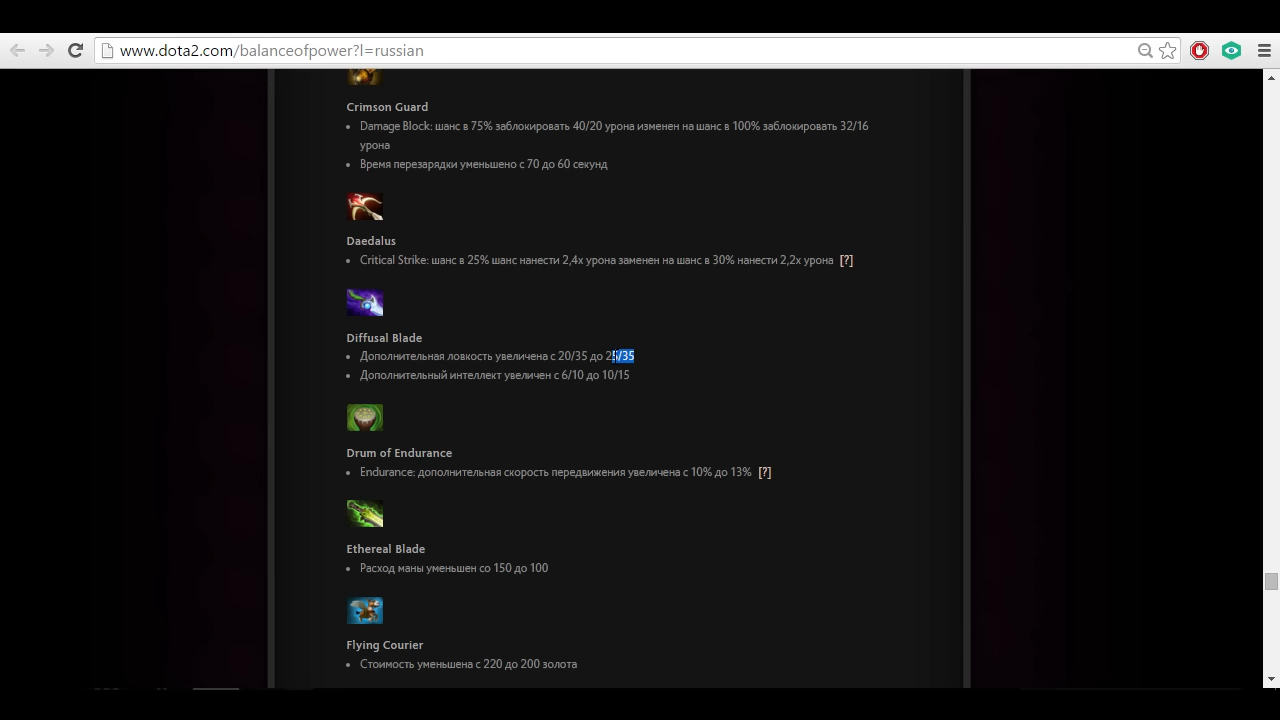 www.dota2.com/balanceofpower?l=russian
Crimson Guard
• Damage Block: шанс в 75% заблокировать 40/20 урона изменен на шанс в 100% заблокировать 32/16
урона
• Время перезарядки уменьшено с 70 до 60 секунд
Daedalus
• Critical Strike: шанс в 25% шанс нанести 2,4х урона заменен на шанс в 30% нанести 2,2х урона [?]
Diffusal Blade
• Дополнительная ловкость увеличена с 20/35 до 25/35
• Дополнительный интеллект увеличен с 6/10 до 10/15
Drum of Endurance
• Endurance: дополнительная скорость передвижения увеличена с 10% до 13% [?]
Ethereal Blade
• Расход маны уменьшен со 150 до 100
Flying Courier
• Стоимость уменьшена с 220 до 200 золота